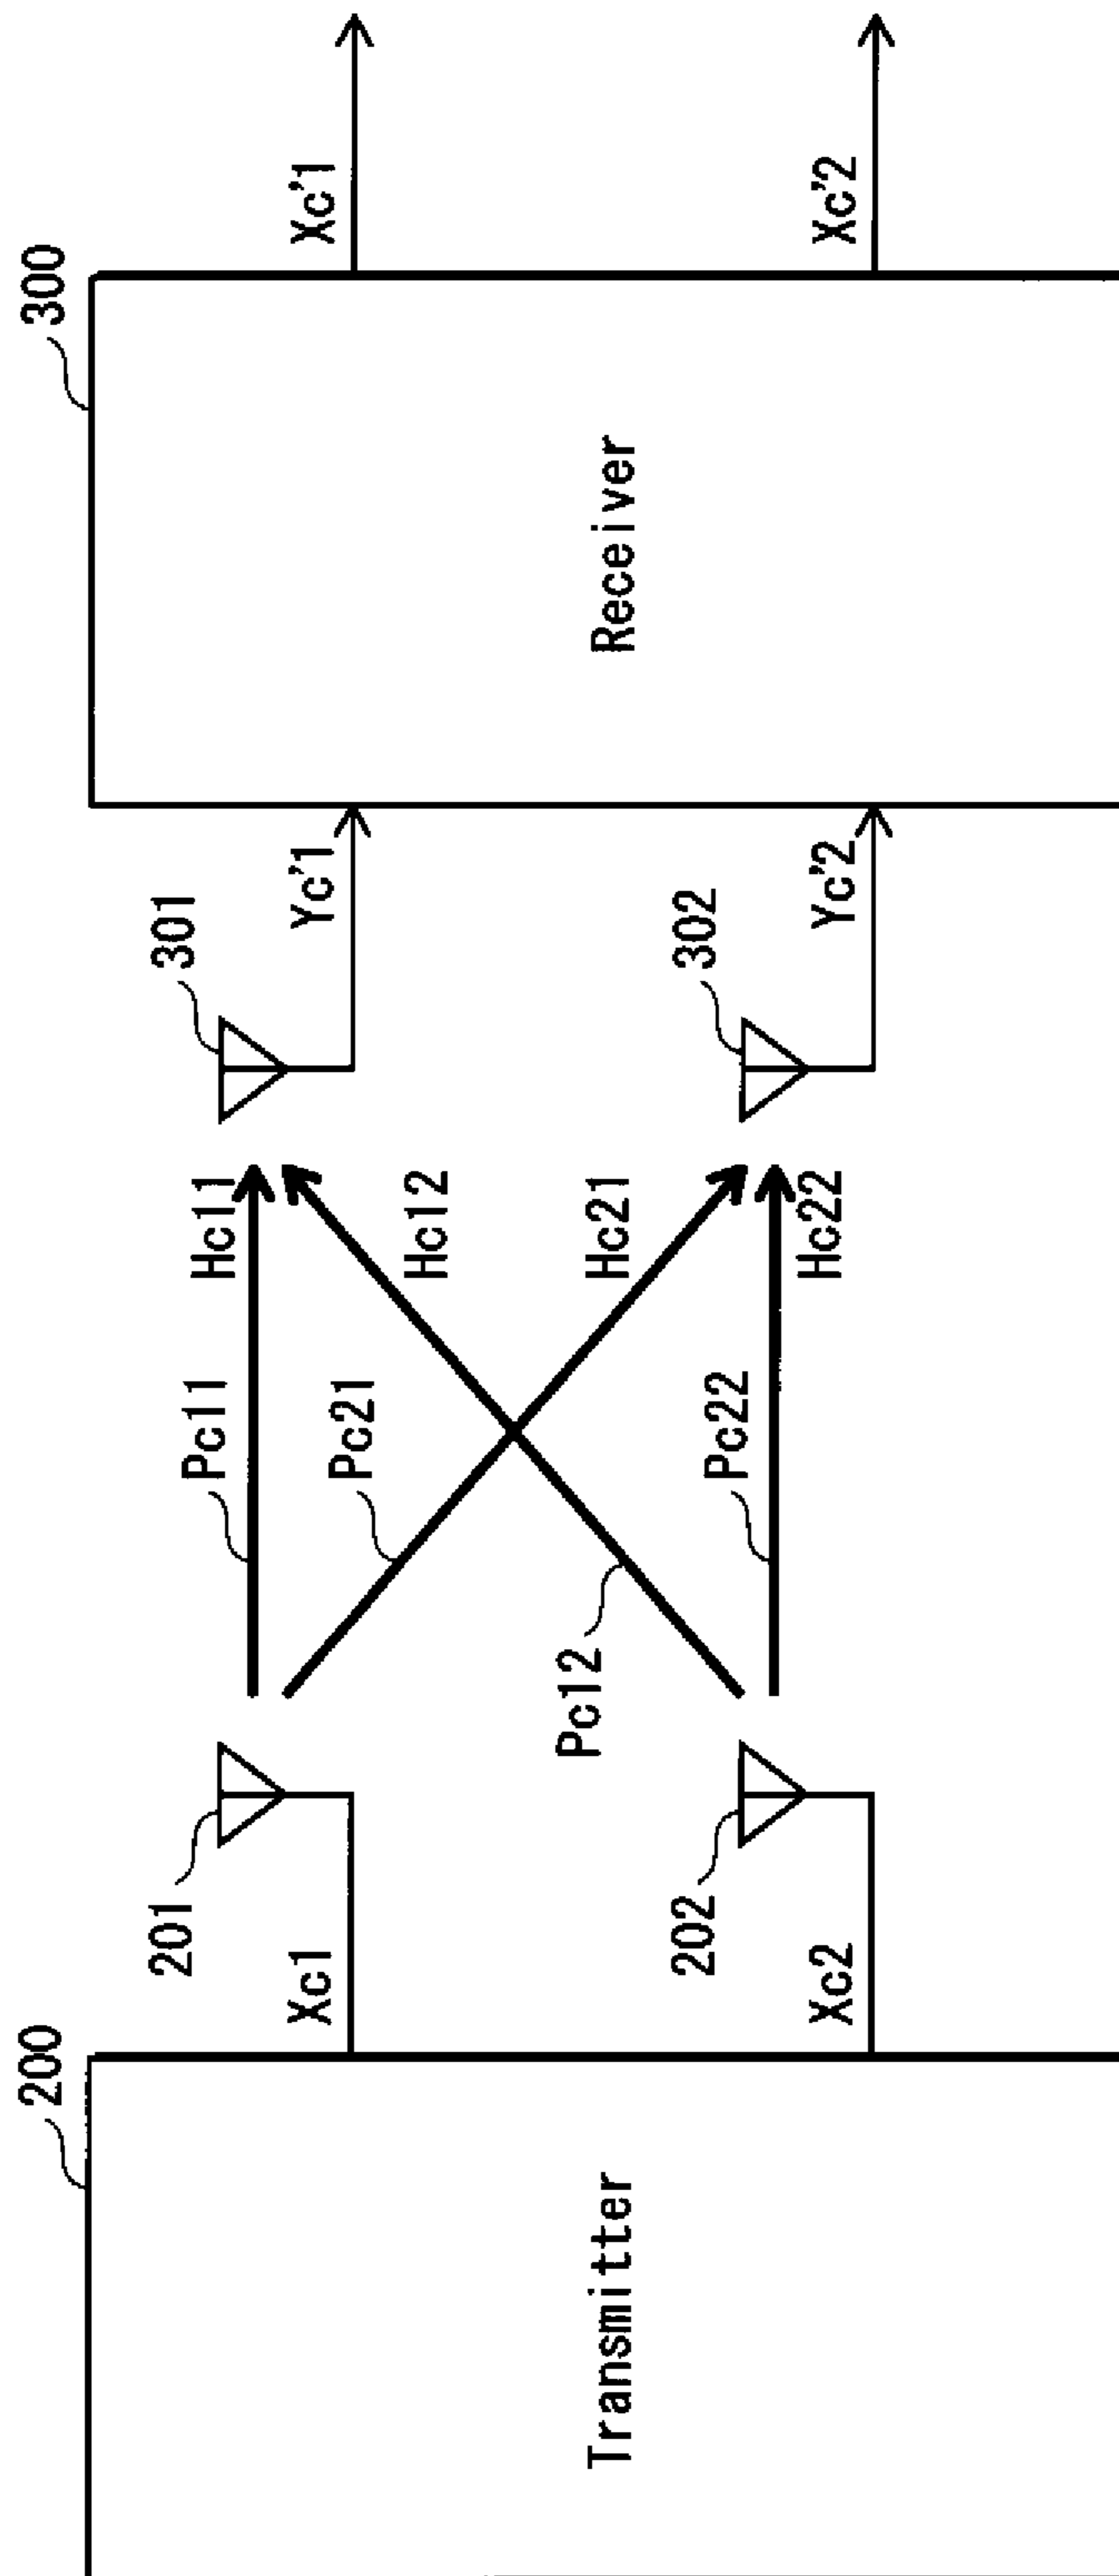 200
Transmitter
Xc1
201
Xc2
202
Pc11
Pc21
Pc12
Pc22
Hc11
Hc12
Hc21
Hc22
301
Yc'1
302
Yc'2
300
Receiver
Xc'1
Xc'2